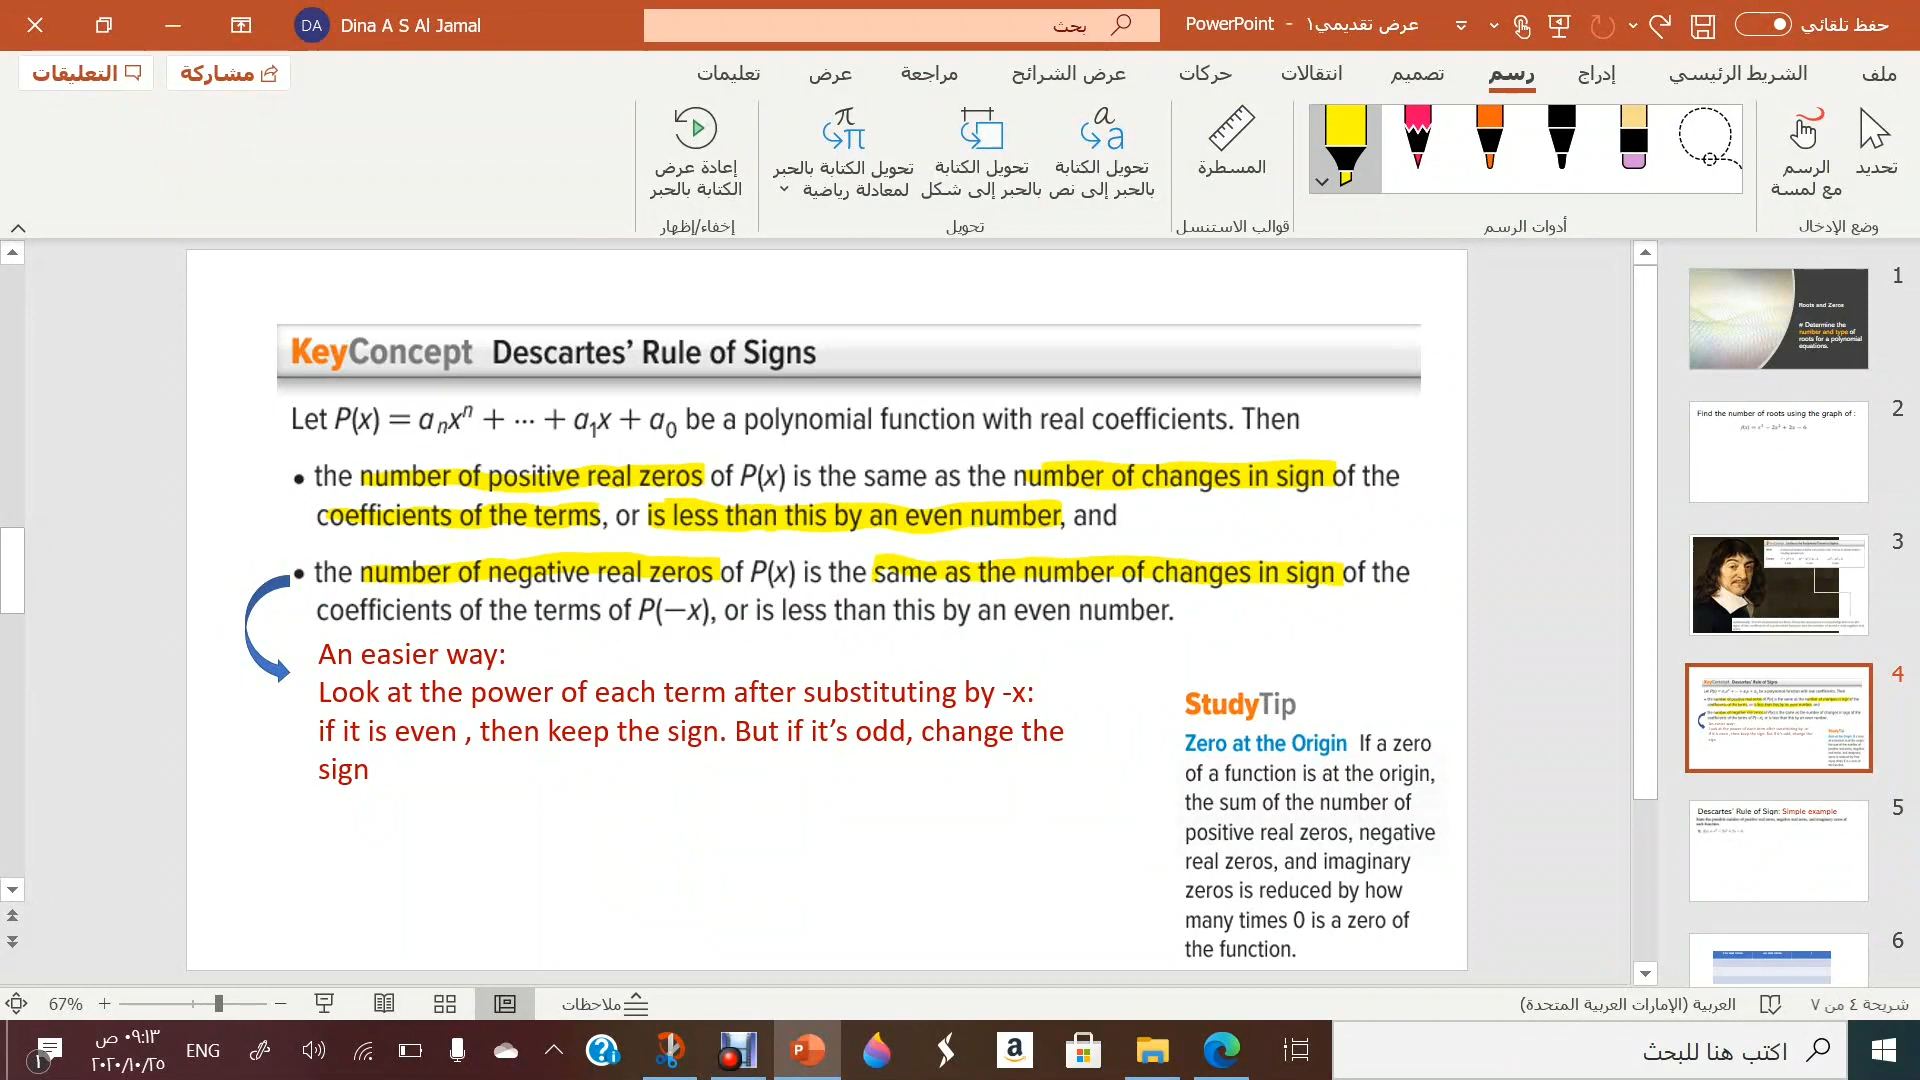 Dina A S Al Jamal
DA
بحث
PowerPoint - عرض تقديمي١
حفظ تلقائي
ملف
الشريط الرئيسي
إدراج
رسم
تصميم
انتقالات
حركات
عرض الشرائح
مراجعة
عرض
تعليمات
مشاركة
التعليقات
تحديد
الرسم
مع لمسة
وضع الإدخال
أدوات الرسم
المسطرة
قوالب الاستنسل
تحويل الكتابة
بالحبر إلى نص
تحويل الكتابة
بالحبر إلى شكل
تحويل الكتابة بالحبر
لمعادلة رياضية
تحويل
إعادة عرض
الكتابة بالحبر
إخفاء/إظهار
KeyConcept Descartes’ Rule of Signs
Let P(x) = aₙxⁿ + ··· + a₁x + a₀ be a polynomial function with real coefficients. Then
• the number of positive real zeros of P(x) is the same as the number of changes in sign of the
coefficients of the terms, or is less than this by an even number, and
• the number of negative real zeros of P(x) is the same as the number of changes in sign of the
coefficients of the terms of P(−x), or is less than this by an even number.
An easier way:
Look at the power of each term after substituting by -x:
if it is even , then keep the sign. But if it’s odd, change the
sign
StudyTip
Zero at the Origin If a zero
of a function is at the origin,
the sum of the number of
positive real zeros, negative
real zeros, and imaginary
zeros is reduced by how
many times 0 is a zero of
the function.
1
Roots and Zeros
# Determine the
number and type of
roots for a polynomial
equations.
2
Find the number of roots using the graph of :
3
4
5
Descartes’ Rule of Sign: Simple example
6
67%
ملاحظات
العربية (الإمارات العربية المتحدة)
شريحة ٤ من ٧
٠٩:١٣ ص
٢٠٢٠/١٠/٢٥
ENG
اكتب هنا للبحث